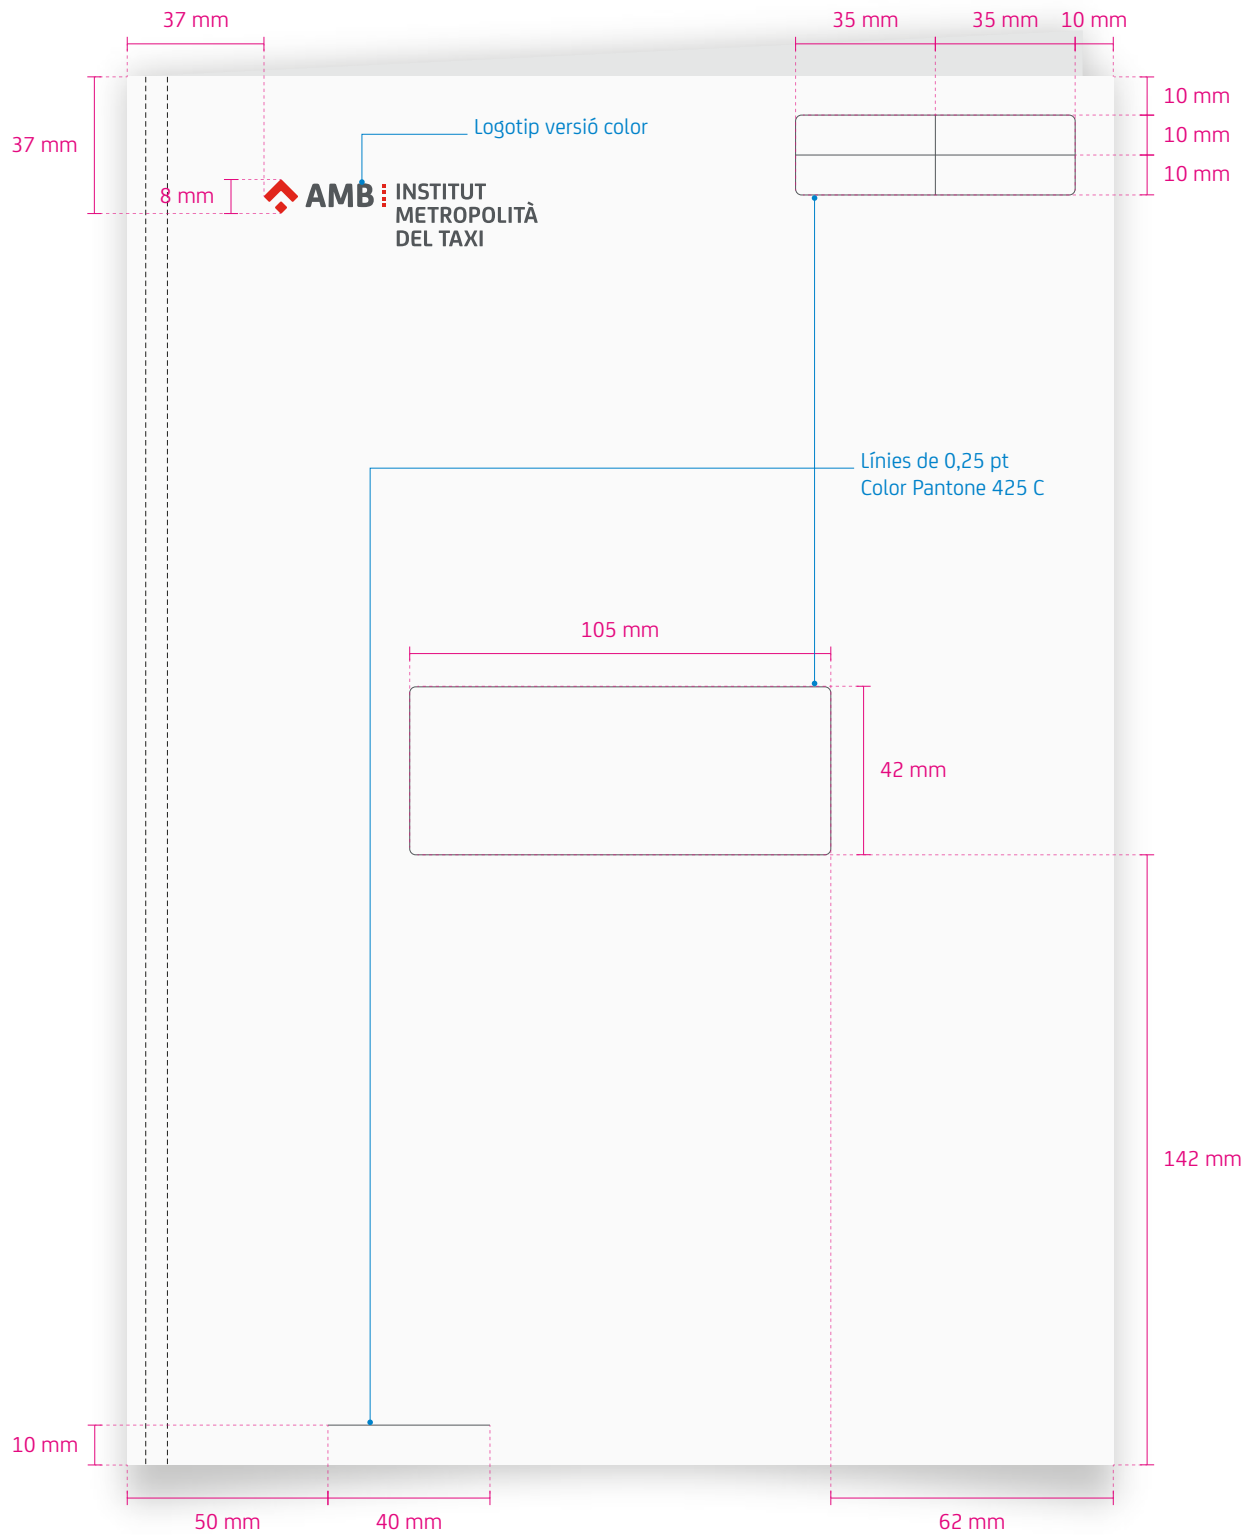 37 mm
35 mm
35 mm
10 mm
10 mm
10 mm
10 mm
37 mm
8 mm
Logotip versió color
AMB
INSTITUT
METROPOLITÀ
DEL TAXI
Línies de 0,25 pt
Color Pantone 425 C
105 mm
42 mm
142 mm
10 mm
50 mm
40 mm
62 mm